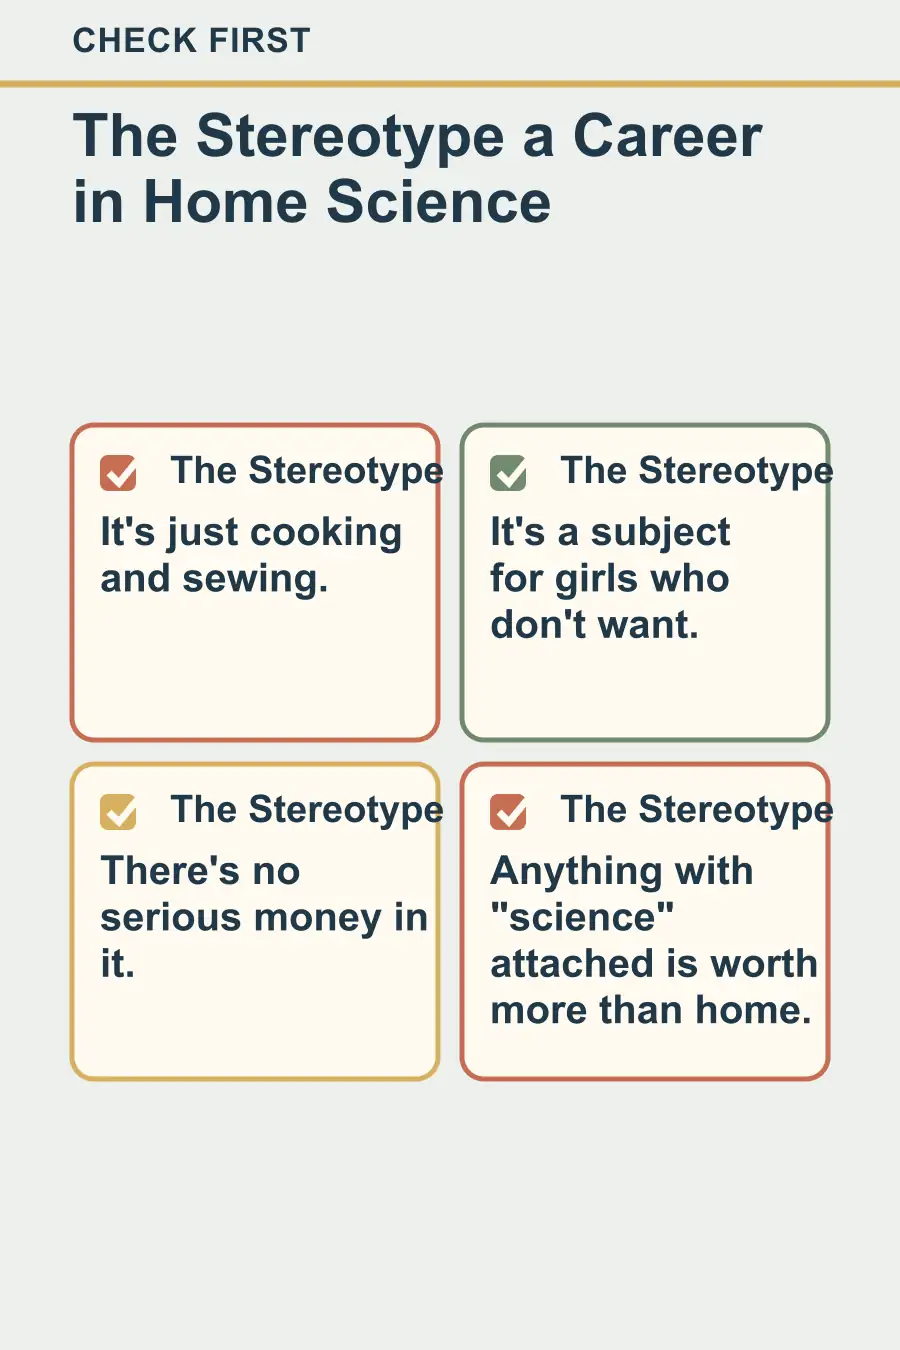 CHECK FIRST
The Stereotype a Career
in Home Science
The Stereotype
It's just cooking
and sewing.
The Stereotype
It's a subject
for girls who
don't want.
The Stereotype
There's no
serious money in
it.
The Stereotype
Anything with
"science"
attached is worth
more than home.